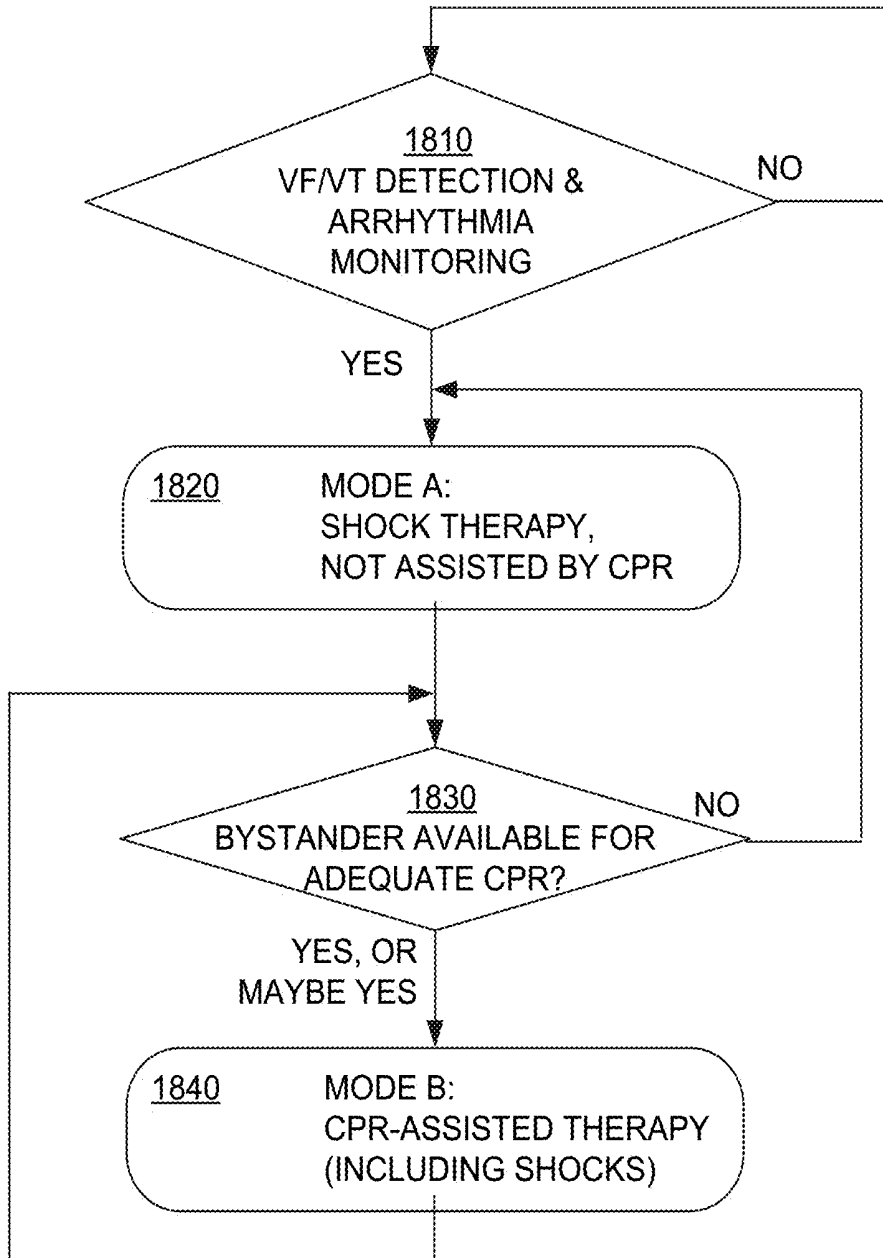 1810
VF/VT DETECTION &
ARRHYTHMIA
MONITORING
NO
YES
1820 MODE A:
SHOCK THERAPY,
NOT ASSISTED BY CPR
1830
NO
BYSTANDER AVAILABLE FOR
ADEQUATE CPR?
YES, OR
MAYBE YES
1840 MODE B:
CPR-ASSISTED THERAPY
(INCLUDING SHOCKS)